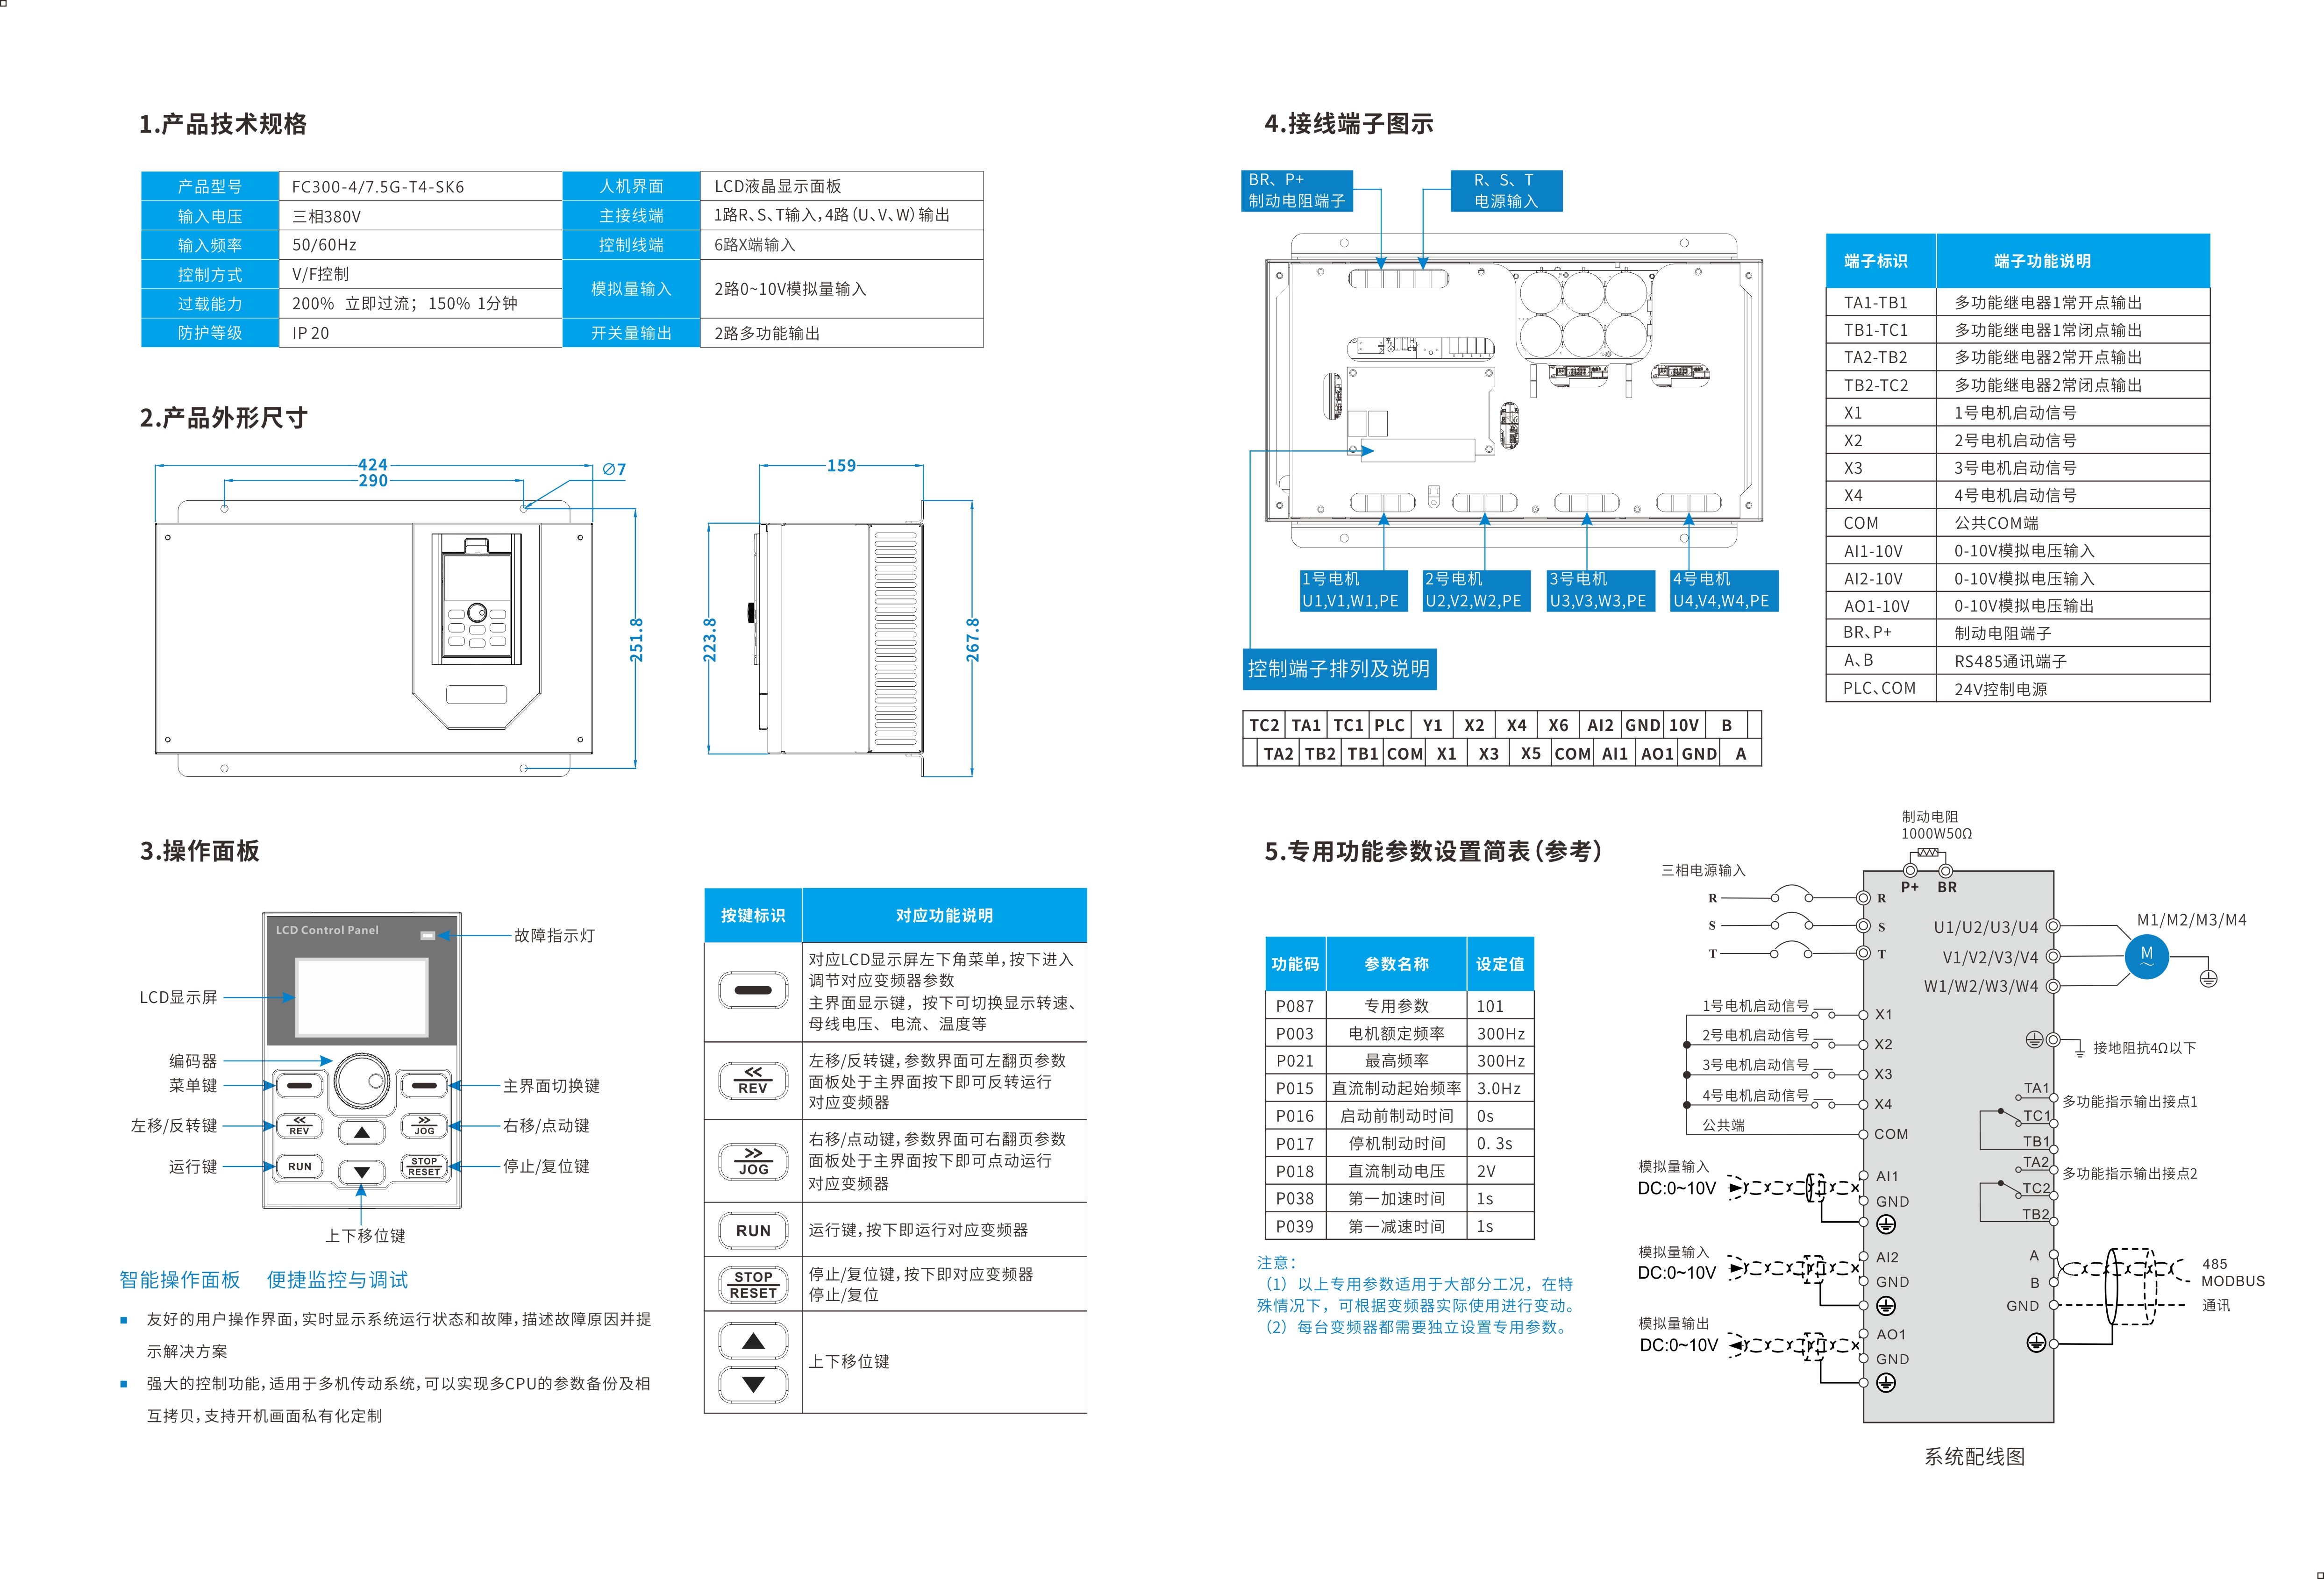 1.产品技术规格
产品型号 FC300-4/7.5G-T4-SK6 人机界面 LCD液晶显示面板
输入电压 三相380V 主接线端 1路R、S、T输入,4路(U、V、W)输出
输入频率 50/60Hz 控制线端 6路X端输入
控制方式 V/F控制
模拟量输入 2路0~10V模拟量输入
过载能力 200% 立即过流; 150% 1分钟
防护等级 IP 20 开关量输出 2路多功能输出
2.产品外形尺寸
424
290
∅7
251.8
159
223.8
267.8
3.操作面板
LCD Control Panel
故障指示灯
LCD显示屏
编码器
菜单键
主界面切换键
左移/反转键
<< REV
>> JOG
右移/点动键
运行键
RUN
STOP RESET
停止/复位键
上下移位键
智能操作面板 便捷监控与调试
■ 友好的用户操作界面,实时显示系统运行状态和故障,描述故障原因并提
示解决方案
■ 强大的控制功能,适用于多机传动系统,可以实现多CPU的参数备份及相
互拷贝,支持开机画面私有化定制
按键标识 对应功能说明
对应LCD显示屏左下角菜单,按下进入
调节对应变频器参数
主界面显示键，按下可切换显示转速、
母线电压、电流、温度等
<<
REV
左移/反转键,参数界面可左翻页参数
面板处于主界面按下即可反转运行
对应变频器
>>
JOG
右移/点动键,参数界面可右翻页参数
面板处于主界面按下即可点动运行
对应变频器
RUN 运行键,按下即运行对应变频器
STOP
RESET
停止/复位键,按下即对应变频器
停止/复位
▲
▼
上下移位键
4.接线端子图示
BR、P+
制动电阻端子
R、S、T
电源输入
1号电机
U1,V1,W1,PE
2号电机
U2,V2,W2,PE
3号电机
U3,V3,W3,PE
4号电机
U4,V4,W4,PE
控制端子排列及说明
TC2 TA1 TC1 PLC Y1 X2 X4 X6 AI2 GND 10V B
TA2 TB2 TB1 COM X1 X3 X5 COM AI1 AO1 GND A
端子标识 端子功能说明
TA1-TB1 多功能继电器1常开点输出
TB1-TC1 多功能继电器1常闭点输出
TA2-TB2 多功能继电器2常开点输出
TB2-TC2 多功能继电器2常闭点输出
X1 1号电机启动信号
X2 2号电机启动信号
X3 3号电机启动信号
X4 4号电机启动信号
COM 公共COM端
AI1-10V 0-10V模拟电压输入
AI2-10V 0-10V模拟电压输入
AO1-10V 0-10V模拟电压输出
BR、P+ 制动电阻端子
A、B RS485通讯端子
PLC、COM 24V控制电源
5.专用功能参数设置简表(参考)
功能码 参数名称 设定值
P087 专用参数 101
P003 电机额定频率 300Hz
P021 最高频率 300Hz
P015 直流制动起始频率 3.0Hz
P016 启动前制动时间 0s
P017 停机制动时间 0. 3s
P018 直流制动电压 2V
P038 第一加速时间 1s
P039 第一减速时间 1s
注意：
（1）以上专用参数适用于大部分工况，在特
殊情况下，可根据变频器实际使用进行变动。
（2）每台变频器都需要独立设置专用参数。
制动电阻
1000W50Ω
三相电源输入
P+ BR
R R
S S
T T
U1/U2/U3/U4
V1/V2/V3/V4
W1/W2/W3/W4
M1/M2/M3/M4
M
~
1号电机启动信号 X1
2号电机启动信号 X2
3号电机启动信号 X3
4号电机启动信号 X4
公共端 COM
接地阻抗4Ω以下
TA1
TC1
TB1
多功能指示输出接点1
TA2
TC2
TB2
多功能指示输出接点2
模拟量输入
DC:0~10V
AI1
GND
模拟量输入
DC:0~10V
AI2
GND
模拟量输出
DC:0~10V
AO1
GND
A
B
GND
485
MODBUS
通讯
系统配线图